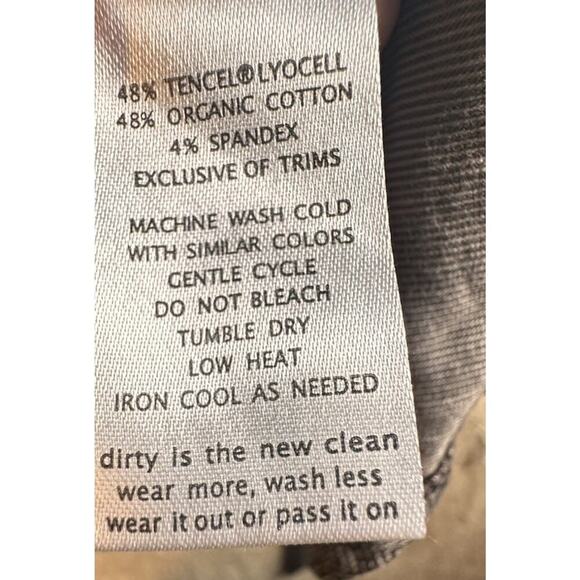 48% TENCEL®LYOCELL
48% ORGANIC COTTON
4% SPANDEX
EXCLUSIVE OF TRIMS
MACHINE WASH COLD
WITH SIMILAR COLORS
GENTLE CYCLE
DO NOT BLEACH
TUMBLE DRY
LOW HEAT
IRON COOL AS NEEDED
dirty is the new clean
wear more, wash less
wear it out or pass it on